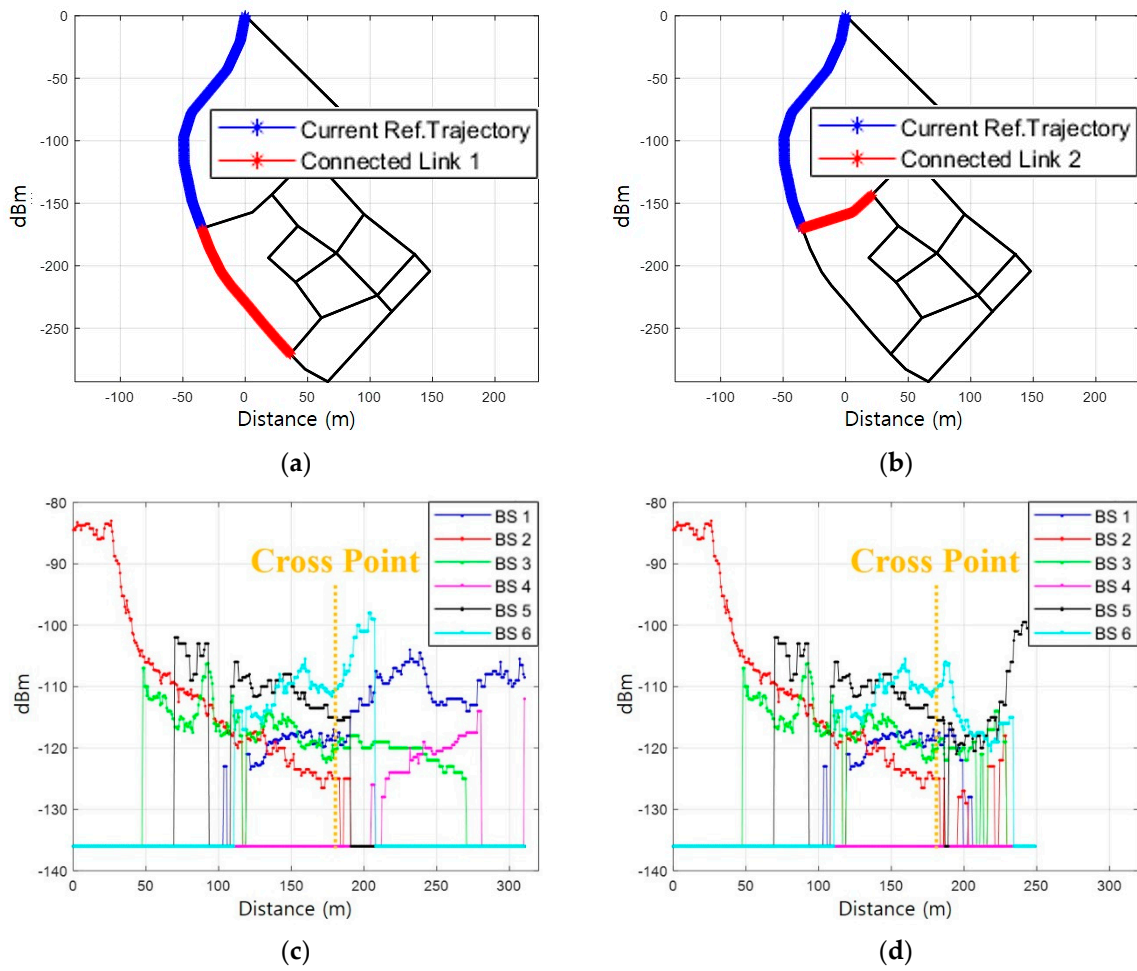 0
-50
-100
-150
-200
-250
dBm
Current Ref.Trajectory
Connected Link 1
-100 -50 0 50 100 150 200
Distance (m)
(a)
0
-50
-100
-150
-200
-250
dBm
Current Ref.Trajectory
Connected Link 2
-100 -50 0 50 100 150 200
Distance (m)
(b)
-80
-90
-100
-110
-120
-130
-140
dBm
BS 1
BS 2
BS 3
BS 4
BS 5
BS 6
Cross Point
0 50 100 150 200 250 300
Distance (m)
(c)
-80
-90
-100
-110
-120
-130
-140
dBm
BS 1
BS 2
BS 3
BS 4
BS 5
BS 6
Cross Point
0 50 100 150 200 250 300
Distance (m)
(d)